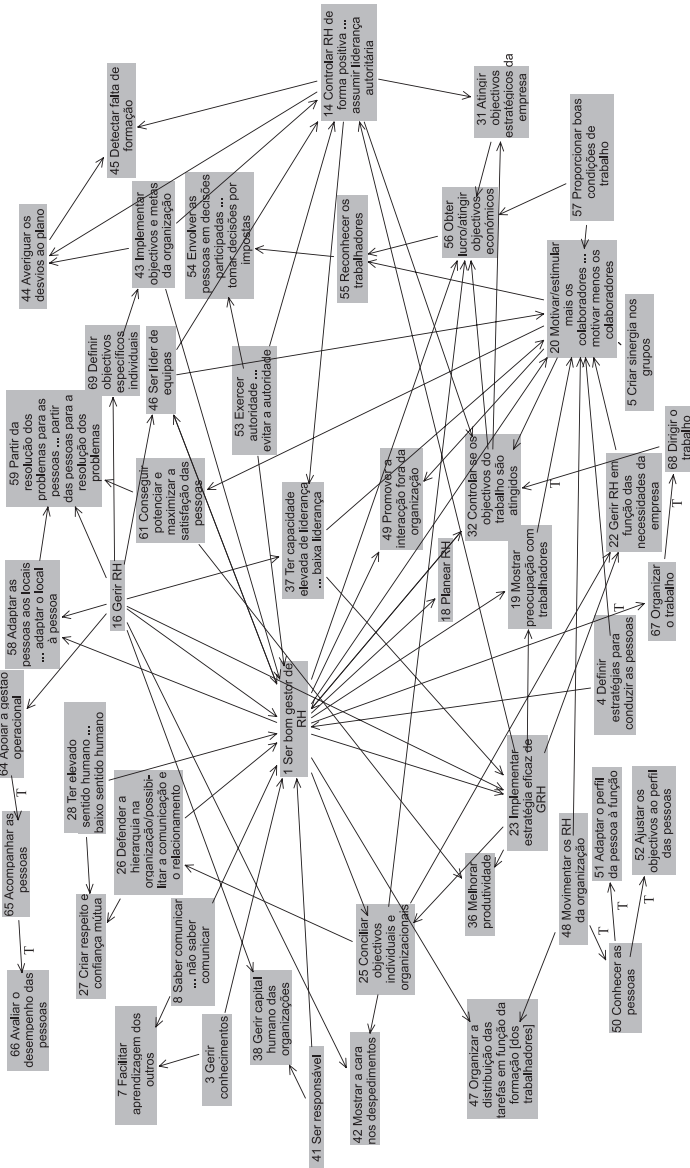 66 Avaliar o
desempenho das
pessoas
65 Acompanhar as
pessoas
64 Apoiar a gestão
operacional
58 Adaptar as
pessoas aos locais
... adaptar o local
à pessoa
59 Partir da
resolução dos
problemas para as
pessoas ... partir
das pessoas para a
resolução dos
problemas
44 Averiguar os
desvios ao plano
45 Detectar falta de
formação
27 Criar respeito e
confiança mútua
28 Ter elevado
sentido humano ...
baixo sentido humano
16 Gerir RH
69 Definir
objectivos
específicos
individuais
43 Implementar
objectivos e metas
da organização
7 Facilitar
aprendizagem dos
outros
8 Saber comunicar
... não saber
comunicar
26 Defender a
hierarquia na
organização/possibi-
litar a comunicação e
o relacionamento
61 Conseguir
potenciar e
maximizar a
satisfação das
pessoas
46 Ser líder de
equipas
54 Envolver as
pessoas em decisões
participadas ...
tomar decisões por
impostas
3 Gerir
conhecimentos
38 Gerir capital
humano das
organizações
53 Exercer
autoridade ...
evitar a autoridade
14 Controlar RH de
forma positiva ...
assumir liderança
autoritária
41 Ser responsável
1 Ser bom gestor de
RH
37 Ter capacidade
elevada de liderança
... baixa liderança
55 Reconhecer os
trabalhadores
42 Mostrar a cara
nos despedimentos
25 Conciliar
objectivos
individuais e
organizacionais
49 Promover a
interacção fora da
organização
56 Obter
lucro/atingir
objectivos
económicos
31 Atingir
objectivos
estratégicos da
empresa
36 Melhorar
produtividade
18 Planear RH
32 Controlar se os
objectivos do
trabalho são
atingidos
47 Organizar a
distribuição das
tarefas em função da
formação [dos
trabalhadores]
23 Implementar
estratégia eficaz de
GRH
19 Mostrar
preocupação com
trabalhadores
20 Motivar/estimular
mais os
colaboradores ...
motivar menos os
colaboradores
57 Proporcionar boas
condições de
trabalho
48 Movimentar os RH
da organização
4 Definir
estratégias para
conduzir as pessoas
22 Gerir RH em
função das
necessidades da
empresa
5 Criar sinergia nos
grupos
50 Conhecer as
pessoas
51 Adaptar o perfil
da pessoa à função
52 Ajustar os
objectivos ao perfil
das pessoas
67 Organizar
o trabalho
68 Dirigir o
trabalho
T
T
T
T
T
T
T